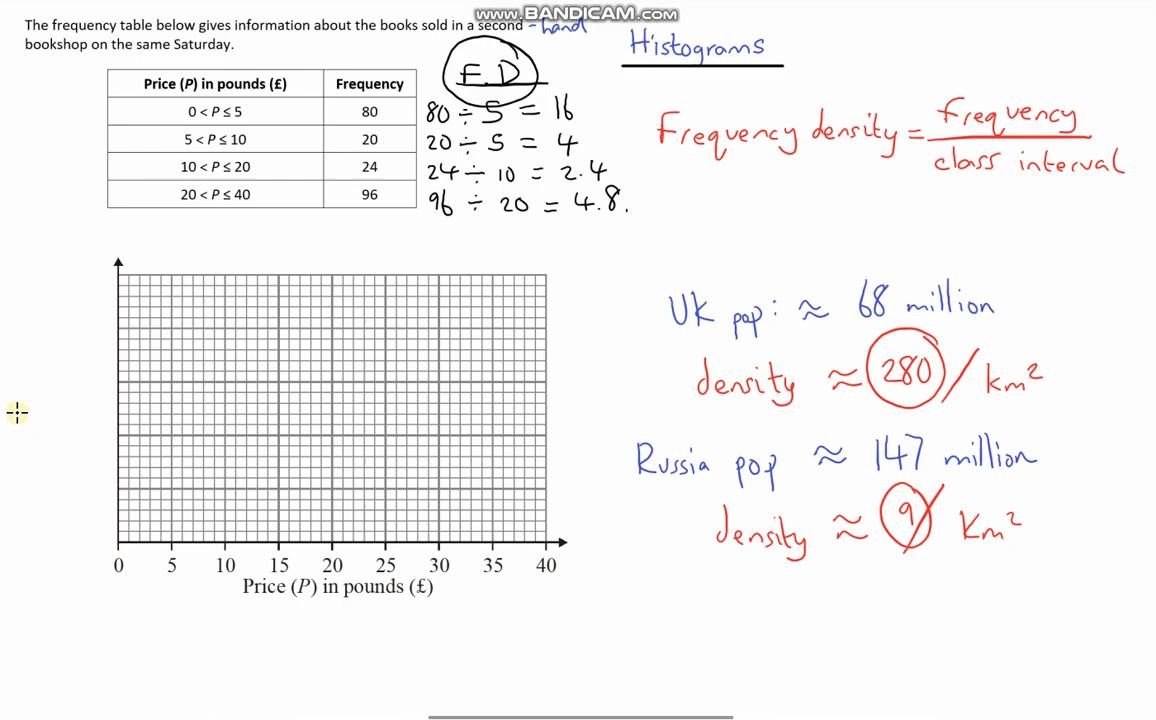 www.BANDICAM.com
The frequency table below gives information about the books sold in a second -hand
bookshop on the same Saturday.
Histograms
Price (P) in pounds (£) Frequency F.D
0 < P ≤ 5 80 80 ÷ 5 = 16
5 < P ≤ 10 20 20 ÷ 5 = 4
10 < P ≤ 20 24 24 ÷ 10 = 2.4
20 < P ≤ 40 96 96 ÷ 20 = 4.8.
Frequency density = frequency
class interval
UK pop: ≈ 68 million
density ≈ 280 / km²
Russia pop ≈ 147 million
density ≈ 9 / km²
0 5 10 15 20 25 30 35 40
Price (P) in pounds (£)